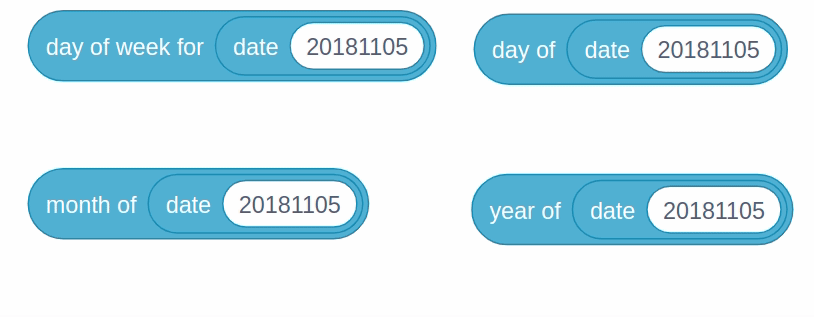 day of week for date 20181105
day of date 20181105
month of date 20181105
year of date 20181105